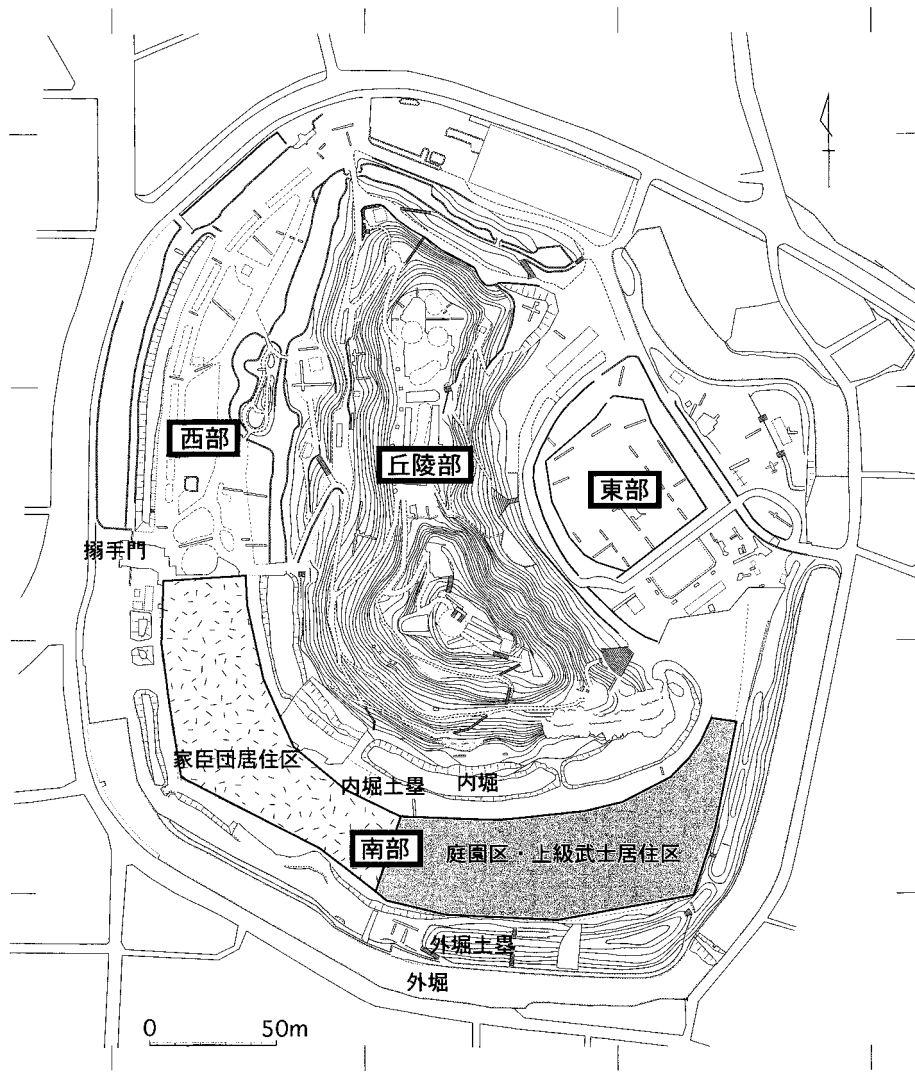 西部
丘陵部
東部
搦手門
家臣団居住区
内堀土塁
内堀
南部
庭園区・上級武士居住区
外堀土塁
外堀
0 50m